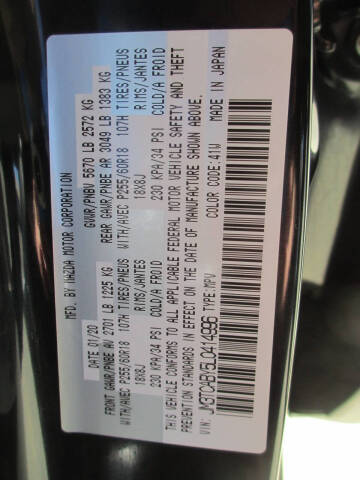 MFD. BY MAZDA MOTOR CORPORATION
DATE 01/20 GVWR/PNBV 5670 LB 2572 KG
FRONT GAWR/PNBE AV 2701 LB 1225 KG REAR GAWR/PNBE AR 3049 LB 1383 KG
WITH/AVEC P255/60R18 107H TIRES/PNEUS WITH/AVEC P255/60R18 107H TIRES/PNEUS
18X8J RIMS/JANTES 18X8J RIMS/JANTES
230 KPA/34 PSI COLD/A FROID 230 KPA/34 PSI COLD/A FROID
THIS VEHICLE CONFORMS TO ALL APPLICABLE FEDERAL MOTOR VEHICLE SAFETY AND THEFT
PREVENTION STANDARDS IN EFFECT ON THE DATE OF MANUFACTURE SHOWN ABOVE.
VIN: JM3TCABY5L0414696 TYPE: MPV COLOR CODE: 41W MADE IN JAPAN